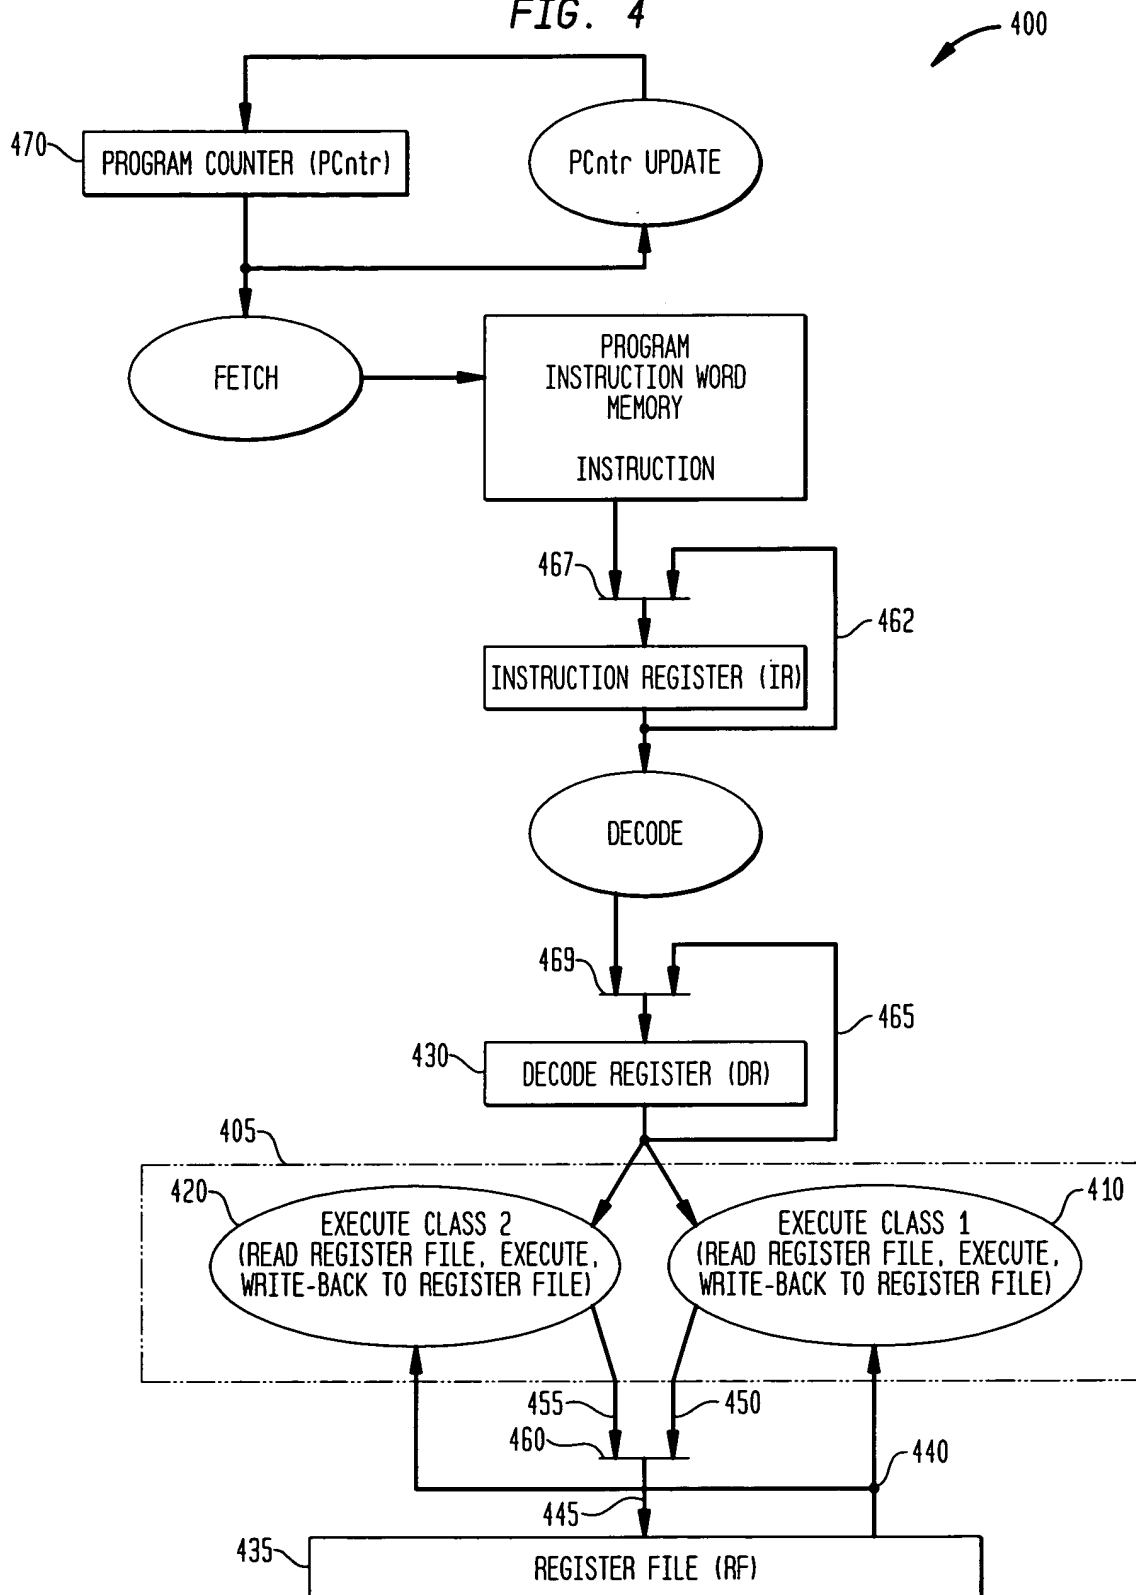 FIG. 4
400
470
PROGRAM COUNTER (PCntr)
PCntr UPDATE
FETCH
PROGRAM
INSTRUCTION WORD
MEMORY
INSTRUCTION
467
462
INSTRUCTION REGISTER (IR)
DECODE
469
465
430
DECODE REGISTER (DR)
405
420
410
EXECUTE CLASS 2
(READ REGISTER FILE, EXECUTE,
WRITE-BACK TO REGISTER FILE)
EXECUTE CLASS 1
(READ REGISTER FILE, EXECUTE,
WRITE-BACK TO REGISTER FILE)
455
450
460
440
445
435
REGISTER FILE (RF)